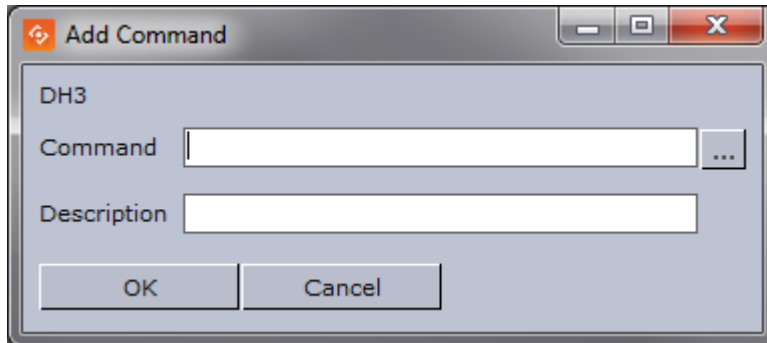 Add Command
DH3
Command ...
Description
OK Cancel